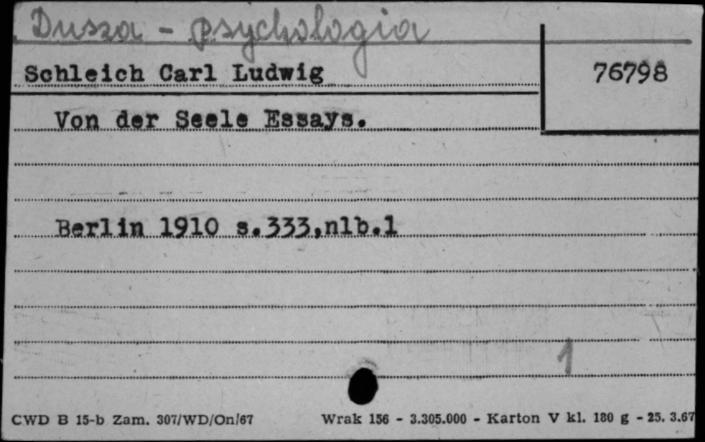 Dusza - psychologia
Schleich Carl Ludwig
76798
Von der Seele Essays.
Berlin 1910 s.333,nlb.1
1
CWD B 15-b Zam. 307/WD/On/67 Wrak 156 - 3.305.000 - Karton V kl. 180 g - 25. 3.67